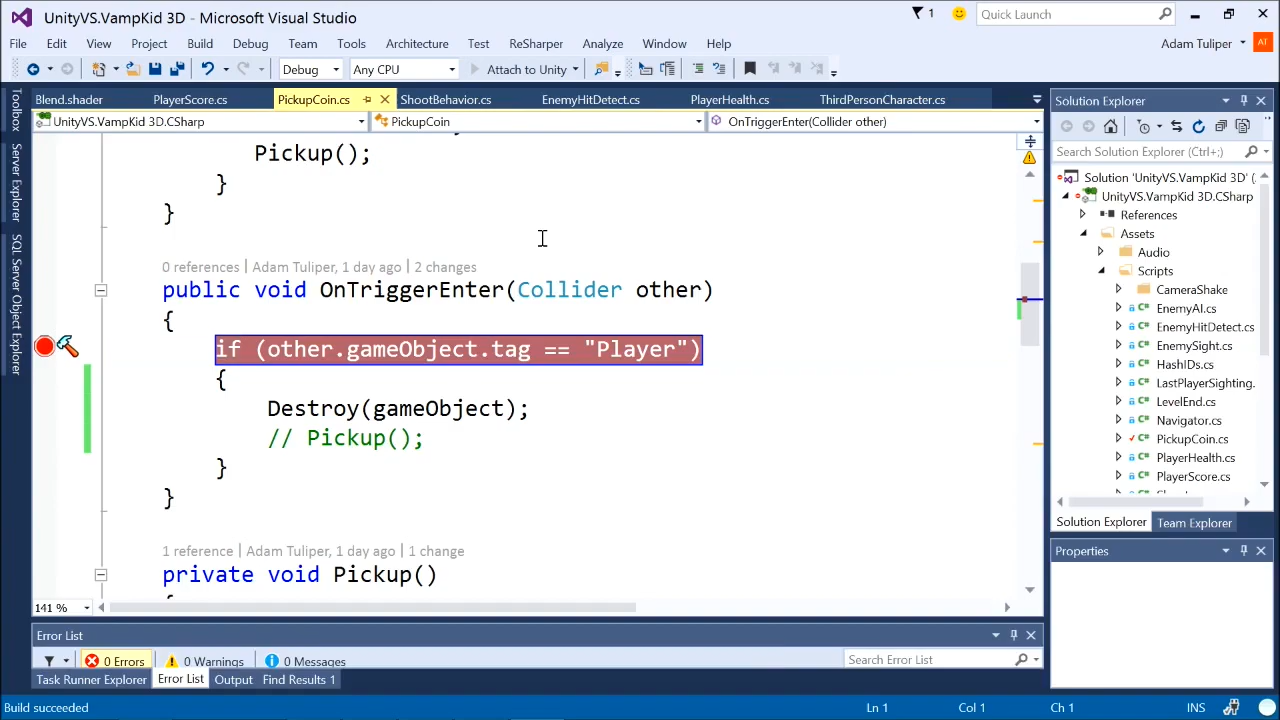 UnityVS.VampKid 3D - Microsoft Visual Studio
1
Quick Launch
File Edit View Project Build Debug Team Tools Architecture Test ReSharper Analyze Window Help
Adam Tuliper
AT
Debug Any CPU Attach to Unity
Toolbox
Server Explorer
SQL Server Object Explorer
Blend.shader PlayerScore.cs PickupCoin.cs ShootBehavior.cs EnemyHitDetect.cs PlayerHealth.cs ThirdPersonCharacter.cs
UnityVS.VampKid 3D.CSharp PickupCoin OnTriggerEnter(Collider other)
Pickup();
}
}
0 references | Adam Tuliper, 1 day ago | 2 changes
public void OnTriggerEnter(Collider other)
{
if (other.gameObject.tag == "Player")
{
Destroy(gameObject);
// Pickup();
}
}
1 reference | Adam Tuliper, 1 day ago | 1 change
private void Pickup()
141 %
Solution Explorer
Search Solution Explorer (Ctrl+;)
Solution 'UnityVS.VampKid 3D' (
UnityVS.VampKid 3D.CSharp
References
Assets
Audio
Scripts
CameraShake
C# EnemyAI.cs
C# EnemyHitDetect.cs
C# EnemySight.cs
C# HashIDs.cs
C# LastPlayerSighting.
C# LevelEnd.cs
C# Navigator.cs
C# PickupCoin.cs
C# PlayerHealth.cs
C# PlayerScore.cs
Solution Explorer Team Explorer
Properties
Error List
0 Errors 0 Warnings 0 Messages
Search Error List
Task Runner Explorer Error List Output Find Results 1
Build succeeded Ln 1 Col 1 Ch 1 INS